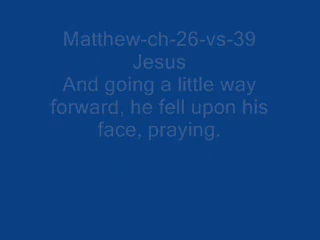 Matthew-ch-26-vs-39
Jesus
And going a little way
forward, he fell upon his
face, praying.